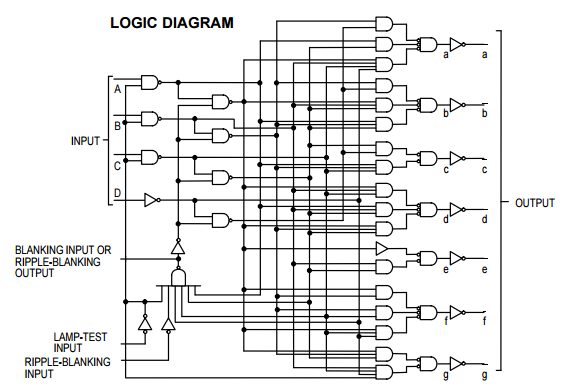 LOGIC DIAGRAM
INPUT
A
B
C
D
BLANKING INPUT OR
RIPPLE-BLANKING
OUTPUT
LAMP-TEST
INPUT
RIPPLE-BLANKING
INPUT
a a
b b
c c
d d
e e
f f
g g
OUTPUT